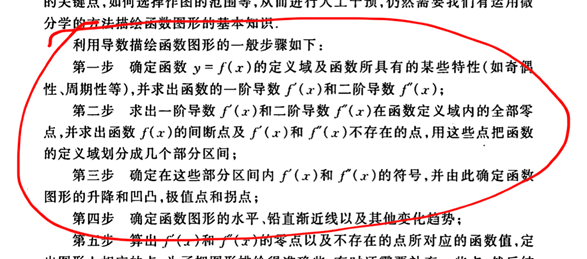 的关键点,如何选择作图的范围等,从而进行人工干预,仍然需要我们有运用微
分学的方法描绘函数图形的基本知识.
利用导数描绘函数图形的一般步骤如下:
第一步 确定函数 y=f(x)的定义域及函数所具有的某些特性(如奇偶
性、周期性等),并求出函数的一阶导数 f′(x)和二阶导数 f″(x);
第二步 求出一阶导数 f′(x)和二阶导数 f″(x)在函数定义域内的全部零
点,并求出函数 f(x)的间断点及 f′(x)和 f″(x)不存在的点,用这些点把函数
的定义域划分成几个部分区间;
第三步 确定在这些部分区间内 f′(x)和 f″(x)的符号,并由此确定函数
图形的升降和凹凸,极值点和拐点;
第四步 确定函数图形的水平、铅直渐近线以及其他变化趋势;
第五步 算出 f′(x)和 f″(x)的零点以及不存在的点所对应的函数值,定